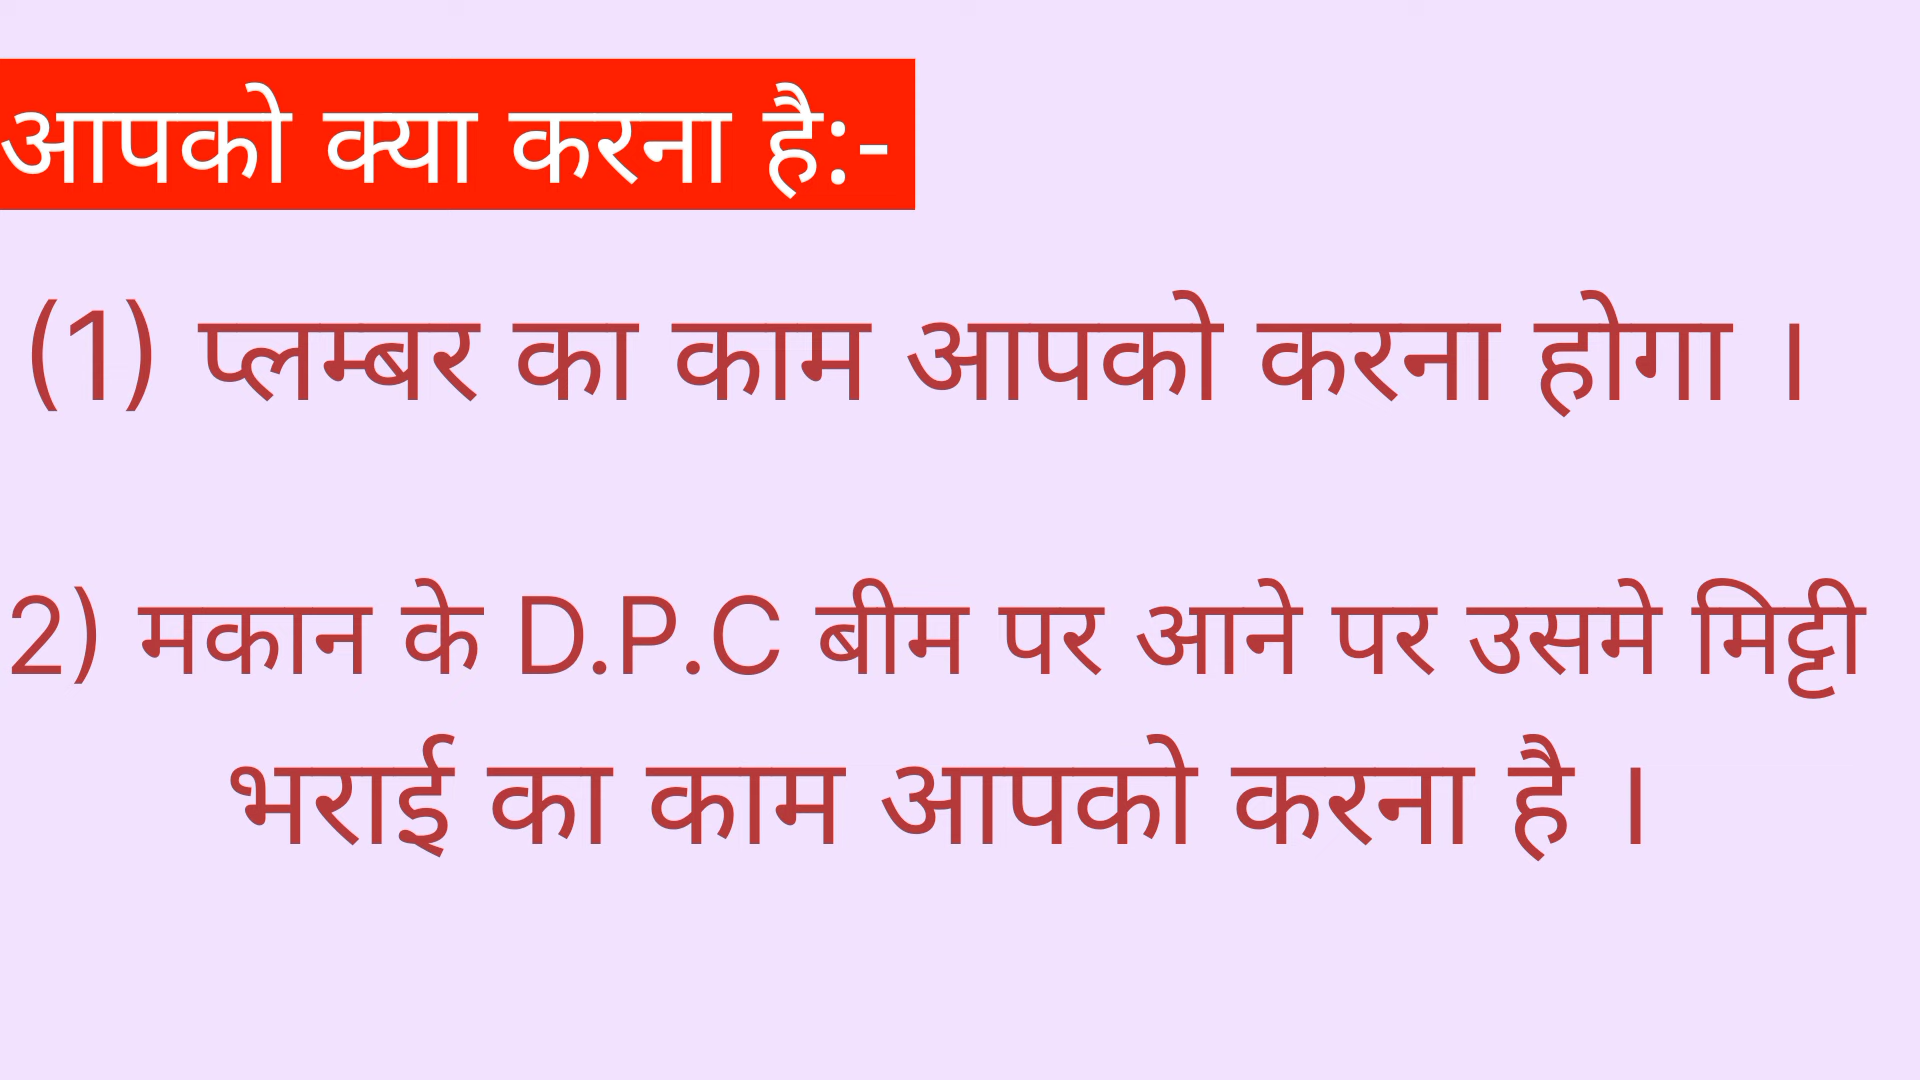 आपको क्या करना है:-
(1) प्लम्बर का काम आपको करना होगा ।
2) मकान के D.P.C बीम पर आने पर उसमे मिट्टी
भराई का काम आपको करना है ।